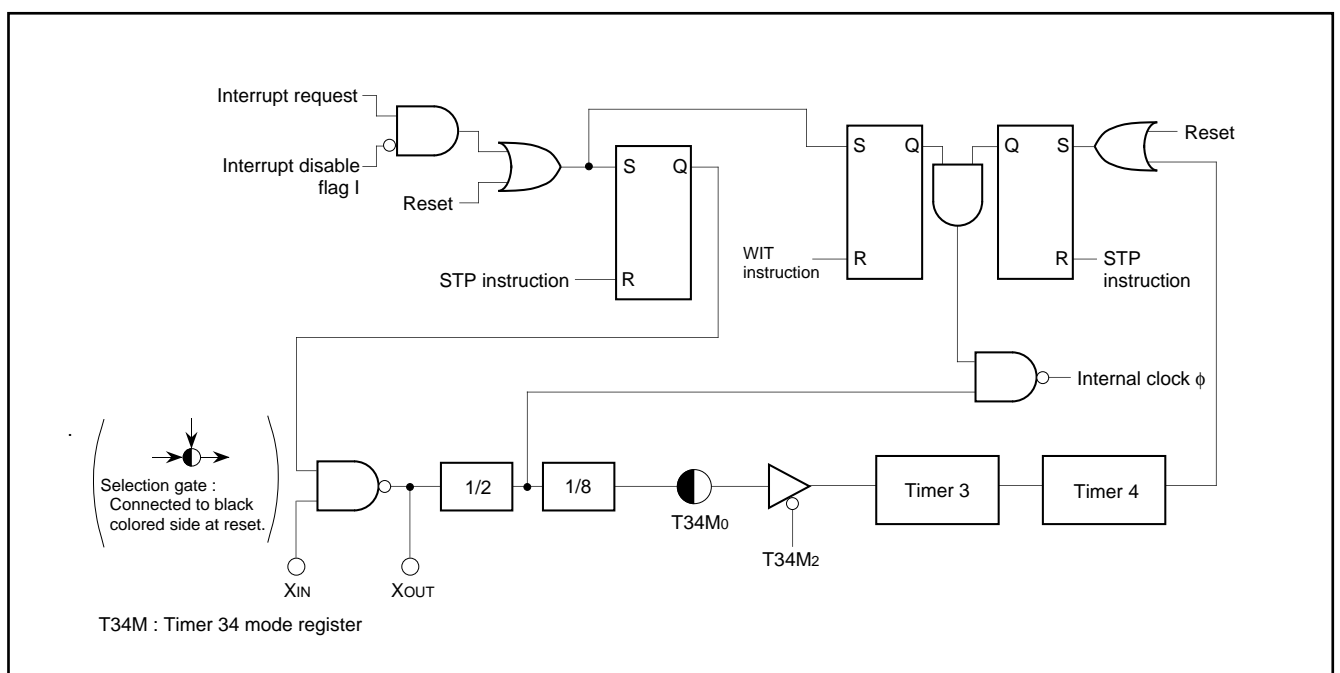 Interrupt request
Interrupt disable
flag I
Reset
S
Q
STP instruction
R
S
Q
WIT
instruction
R
Q
S
Reset
R
STP
instruction
Internal clock ϕ
Selection gate :
Connected to black
colored side at reset.
1/2
1/8
T34M0
T34M2
Timer 3
Timer 4
XIN
XOUT
T34M : Timer 34 mode register